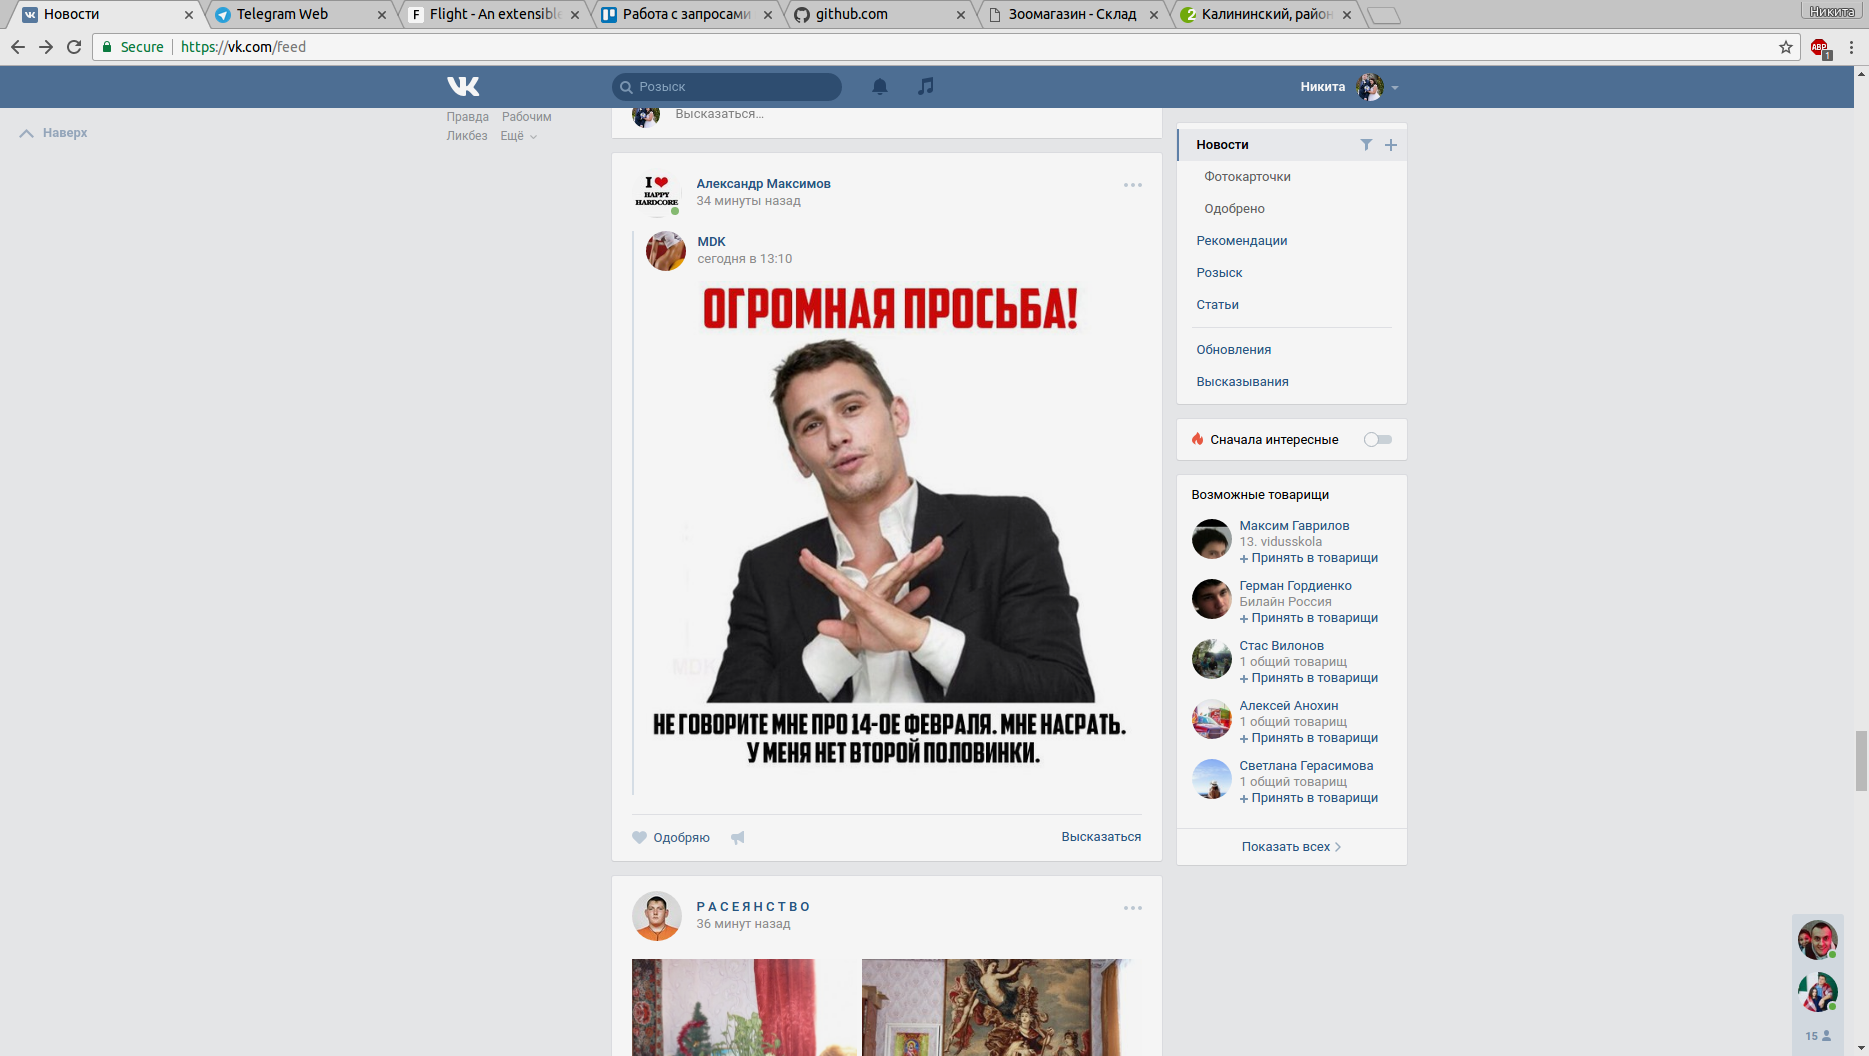 Новости
Telegram Web
Flight - An extensible
Работа с запросами
github.com
Зоомагазин - Склад
Калининский, район
Никита
Secure
https://vk.com/feed
ABP
1
Розыск
Никита
Наверх
Правда Рабочим
Ликбез Ещё
Высказаться…
I ❤
HAPPY
HARDCORE
Александр Максимов
34 минуты назад
MDK
сегодня в 13:10
ОГРОМНАЯ ПРОСЬБА!
MDK
НЕ ГОВОРИТЕ МНЕ ПРО 14-ОЕ ФЕВРАЛЯ. МНЕ НАСРАТЬ.
У МЕНЯ НЕТ ВТОРОЙ ПОЛОВИНКИ.
Одобряю
Высказаться
Р А С Е Я Н С Т В О
36 минут назад
Новости
Фотокарточки
Одобрено
Рекомендации
Розыск
Статьи
Обновления
Высказывания
Сначала интересные
Возможные товарищи
Максим Гаврилов
13. vidusskola
+ Принять в товарищи
Герман Гордиенко
Билайн Россия
+ Принять в товарищи
Стас Вилонов
1 общий товарищ
+ Принять в товарищи
Алексей Анохин
1 общий товарищ
+ Принять в товарищи
Светлана Герасимова
1 общий товарищ
+ Принять в товарищи
Показать всех
15